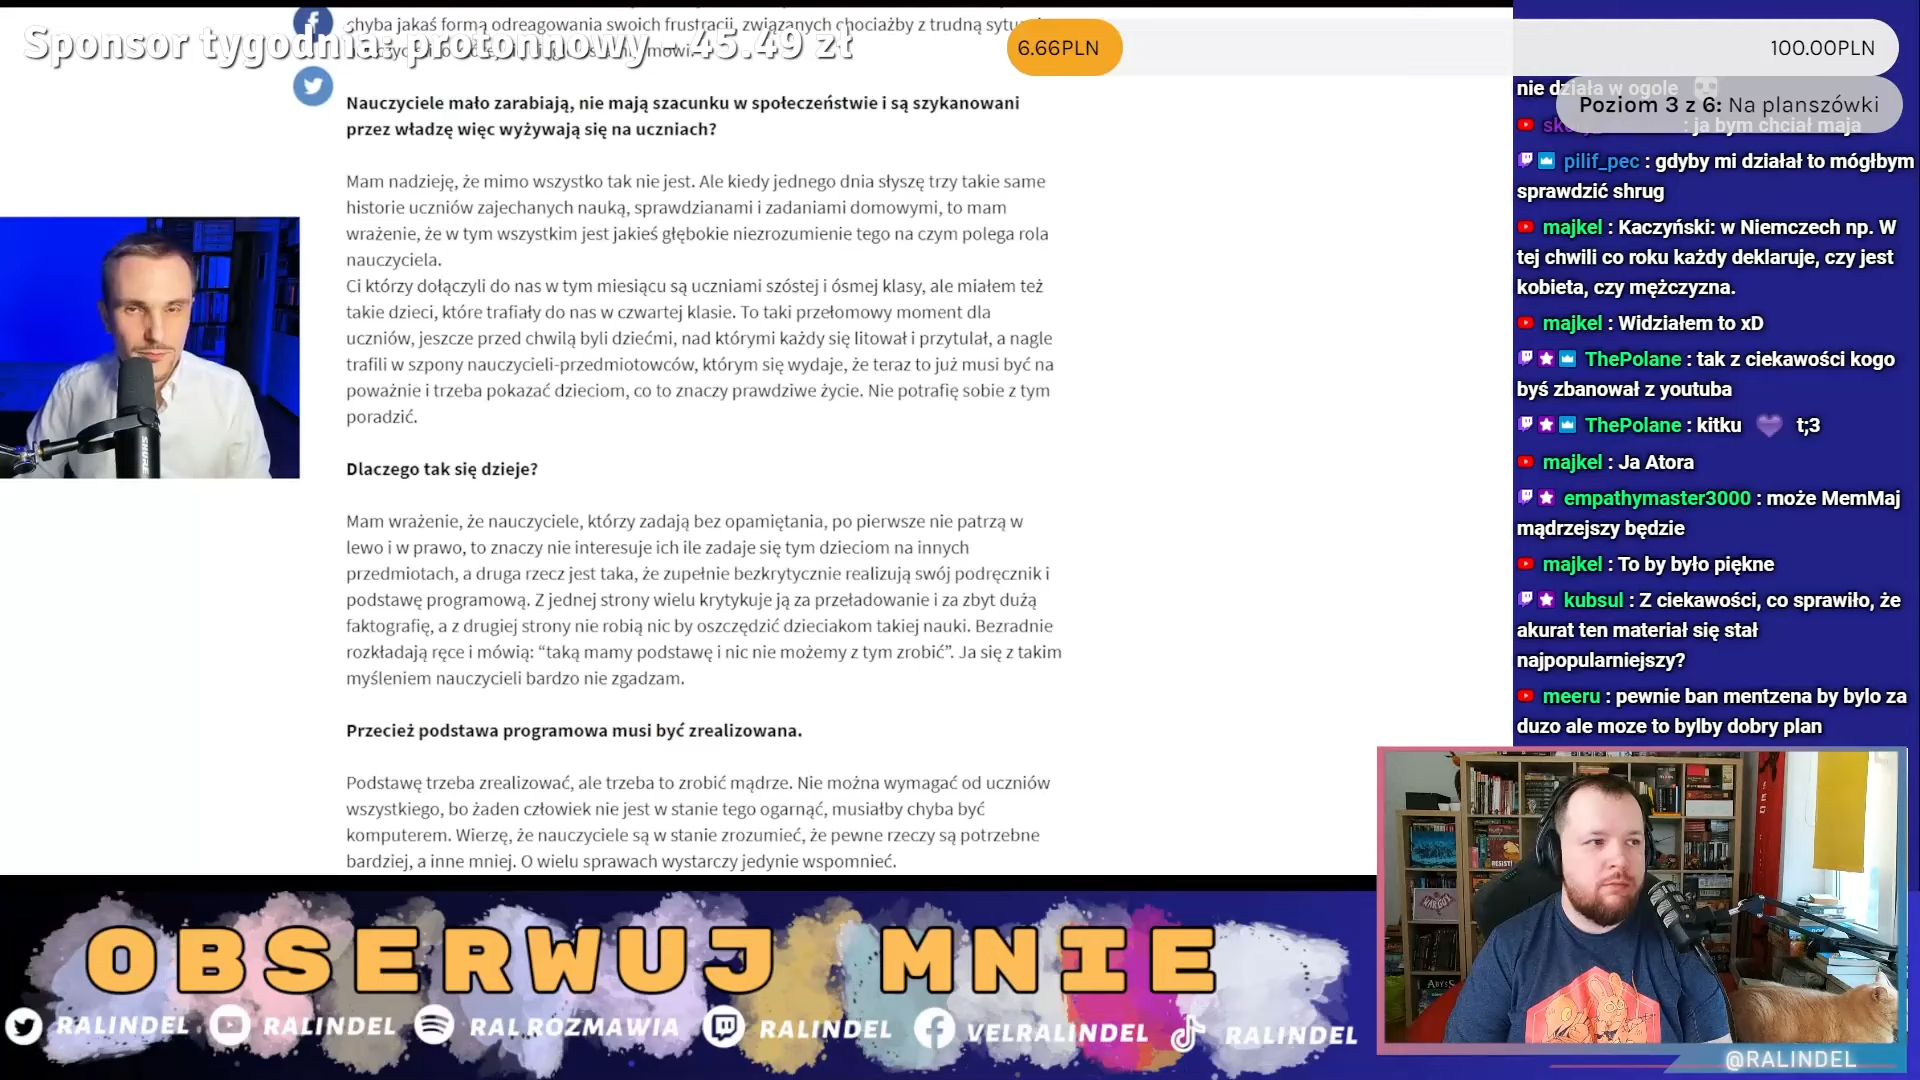 chyba jakaś formą odreagowania swoich frustracji, związanych chociażby z trudną
Sponsor tygodnia: protonnowy - 45.49 zł
6.66PLN
100.00PLN
Poziom 3 z 6: Na planszówki
Nauczyciele mało zarabiają, nie mają szacunku w społeczeństwie i są szykanowani
przez władzę więc wyżywają się na uczniach?
Mam nadzieję, że mimo wszystko tak nie jest. Ale kiedy jednego dnia słyszę trzy takie same
historie uczniów zajechanych nauką, sprawdzianami i zadaniami domowymi, to mam
wrażenie, że w tym wszystkim jest jakieś głębokie niezrozumienie tego na czym polega rola
nauczyciela.
Ci którzy dołączyli do nas w tym miesiącu są uczniami szóstej i ósmej klasy, ale miałem też
takie dzieci, które trafiały do nas w czwartej klasie. To taki przełomowy moment dla
uczniów, jeszcze przed chwilą byli dziećmi, nad którymi każdy się litował i przytulał, a nagle
trafili w szpony nauczycieli-przedmiotowców, którym się wydaje, że teraz to już musi być na
poważnie i trzeba pokazać dzieciom, co to znaczy prawdziwe życie. Nie potrafię sobie z tym
poradzić.
Dlaczego tak się dzieje?
Mam wrażenie, że nauczyciele, którzy zadają bez opamiętania, po pierwsze nie patrzą w
lewo i w prawo, to znaczy nie interesuje ich ile zadaje się tym dzieciom na innych
przedmiotach, a druga rzecz jest taka, że zupełnie bezkrytycznie realizują swój podręcznik i
podstawę programową. Z jednej strony wielu krytykuje ją za przeładowanie i za zbyt dużą
faktografię, a z drugiej strony nie robią nic by oszczędzić dzieciakom takiej nauki. Bezradnie
rozkładają ręce i mówią: “taką mamy podstawę i nic nie możemy z tym zrobić”. Ja się z takim
myśleniem nauczycieli bardzo nie zgadzam.
Przecież podstawa programowa musi być zrealizowana.
Podstawę trzeba zrealizować, ale trzeba to zrobić mądrze. Nie można wymagać od uczniów
wszystkiego, bo żaden człowiek nie jest w stanie tego ogarnąć, musiałby chyba być
komputerem. Wierzę, że nauczyciele są w stanie zrozumieć, że pewne rzeczy są potrzebne
bardziej, a inne mniej. O wielu sprawach wystarczy jedynie wspomnieć.
nie działa w ogole
: ja bym chciał maja
pilif_pec : gdyby mi działał to mógłbym
sprawdzić shrug
majkel : Kaczyński: w Niemczech np. W
tej chwili co roku każdy deklaruje, czy jest
kobieta, czy mężczyzna.
majkel : Widziałem to xD
ThePolane : tak z ciekawości kogo
byś zbanował z youtuba
ThePolane : kitku t;3
majkel : Ja Atora
empathymaster3000 : może MemMaj
mądrzejszy będzie
majkel : To by było piękne
kubsul : Z ciekawości, co sprawiło, że
akurat ten materiał się stał
najpopularniejszy?
meeru : pewnie ban mentzena by bylo za
duzo ale moze to bylby dobry plan
OBSERWUJ MNIE
RALINDEL RALINDEL RAL ROZMAWIA RALINDEL VELRALINDEL RALINDEL
@RALINDEL